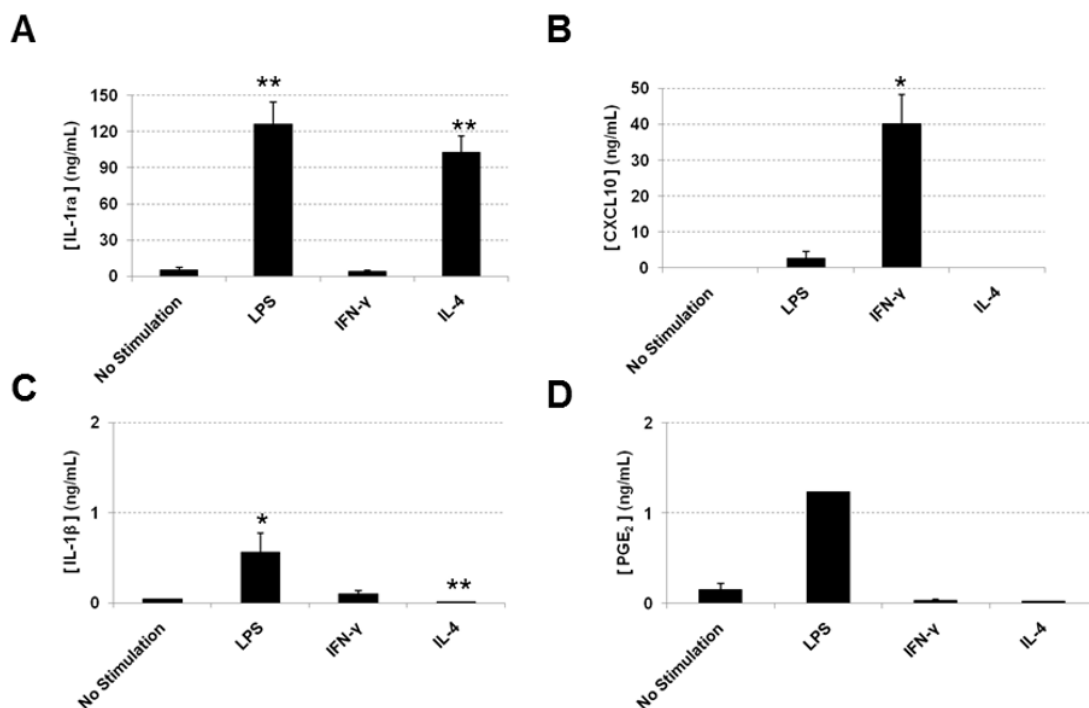 A
[ IL-1ra ] (ng/mL)
150
120
90
60
30
0
**
**
No Stimulation
LPS
IFN-γ
IL-4
B
[ CXCL10 ] (ng/mL)
50
40
30
20
10
0
*
No Stimulation
LPS
IFN-γ
IL-4
C
[ IL-1β ] (ng/mL)
2
1
0
*
**
No Stimulation
LPS
IFN-γ
IL-4
D
[ PGE₂ ] (ng/mL)
2
1
0
No Stimulation
LPS
IFN-γ
IL-4